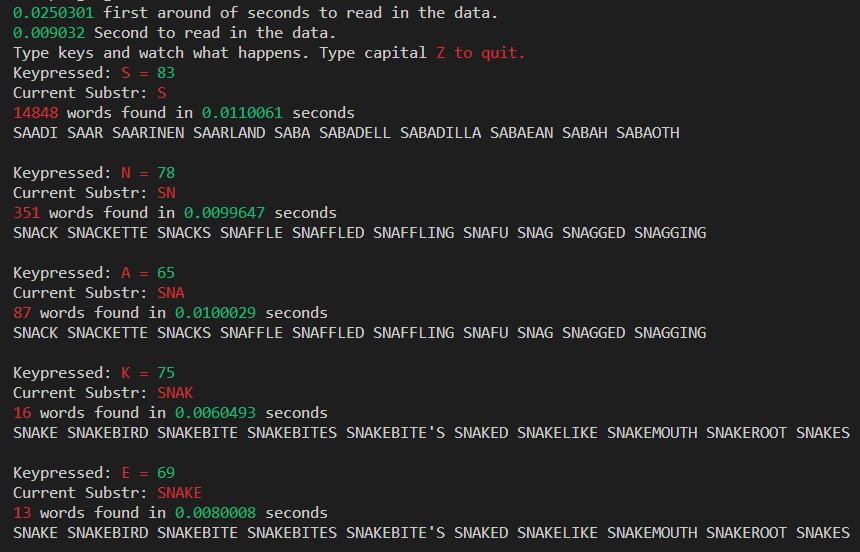 0.0250301 first around of seconds to read in the data.
0.009032 Second to read in the data.
Type keys and watch what happens. Type capital Z to quit.
Keypressed: S = 83
Current Substr: S
14848 words found in 0.0110061 seconds
SAADI SAAR SAARINEN SAARLAND SABA SABADELL SABADILLA SABAEAN SABAH SABAOTH
Keypressed: N = 78
Current Substr: SN
351 words found in 0.0099647 seconds
SNACK SNACKETTE SNACKS SNAFFLE SNAFFLED SNAFFLING SNAFU SNAG SNAGGED SNAGGING
Keypressed: A = 65
Current Substr: SNA
87 words found in 0.0100029 seconds
SNACK SNACKETTE SNACKS SNAFFLE SNAFFLED SNAFFLING SNAFU SNAG SNAGGED SNAGGING
Keypressed: K = 75
Current Substr: SNAK
16 words found in 0.0060493 seconds
SNAKE SNAKEBIRD SNAKEBITE SNAKEBITES SNAKEBITE'S SNAKED SNAKELIKE SNAKEMOUTH SNAKEROOT SNAKES
Keypressed: E = 69
Current Substr: SNAKE
13 words found in 0.0080008 seconds
SNAKE SNAKEBIRD SNAKEBITE SNAKEBITES SNAKEBITE'S SNAKED SNAKELIKE SNAKEMOUTH SNAKEROOT SNAKES